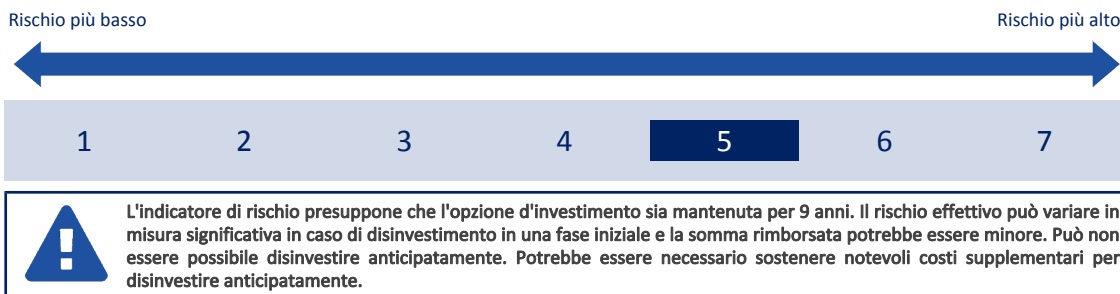 Rischio più basso Rischio più alto
1 2 3 4 5 6 7
L'indicatore di rischio presuppone che l'opzione d'investimento sia mantenuta per 9 anni. Il rischio effettivo può variare in
misura significativa in caso di disinvestimento in una fase iniziale e la somma rimborsata potrebbe essere minore. Può non
essere possibile disinvestire anticipatamente. Potrebbe essere necessario sostenere notevoli costi supplementari per
disinvestire anticipatamente.